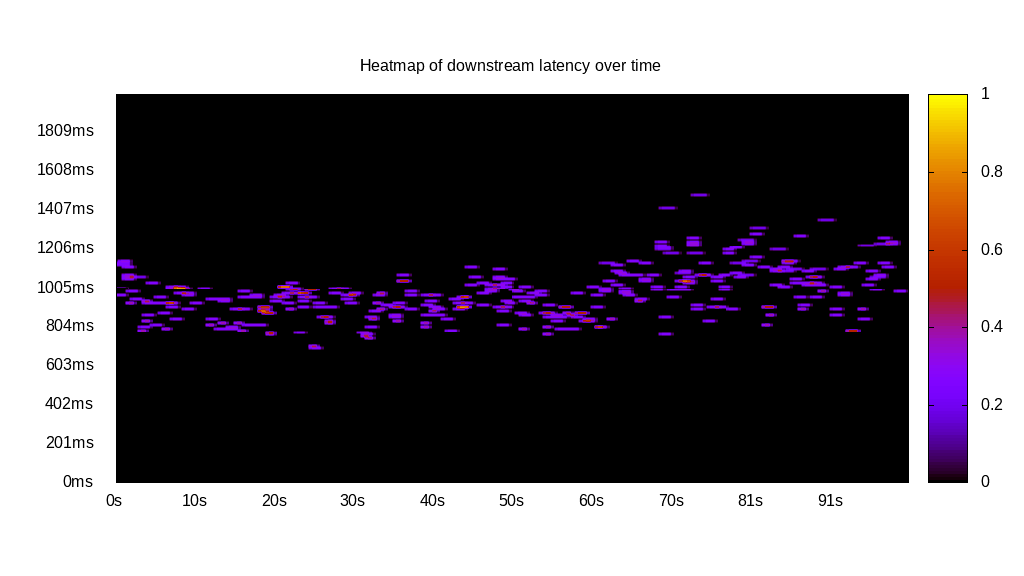 Heatmap of downstream latency over time
1809ms
1608ms
1407ms
1206ms
1005ms
804ms
603ms
402ms
201ms
0ms
0s 10s 20s 30s 40s 50s 60s 70s 81s 91s
1
0.8
0.6
0.4
0.2
0